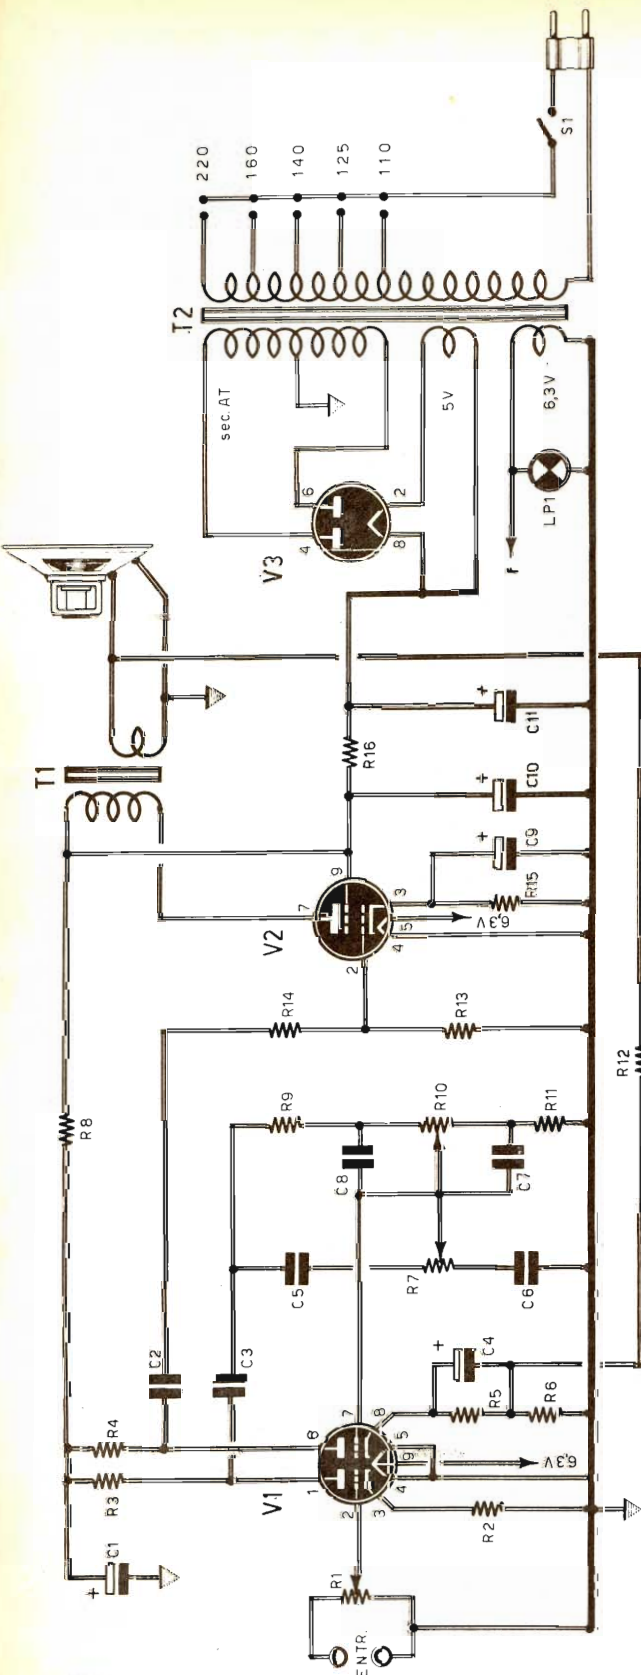 ENTR.
R1
C1
+
R3
R4
V1
1
6
2
7
3
8
4
9
5
R2
6,3V
C2
C3
R5
R6
C4
+
R8
C5
R7
C6
C8
R9
R10
C7
R11
R14
R13
R12
V2
7
9
2
3
5
4
6,3V
R15
C9
+
T1
R16
C10
+
C11
+
V3
4
6
8
2
F
LP1
6,3V
5V
sec.AT
T2
220
160
140
125
110
S1